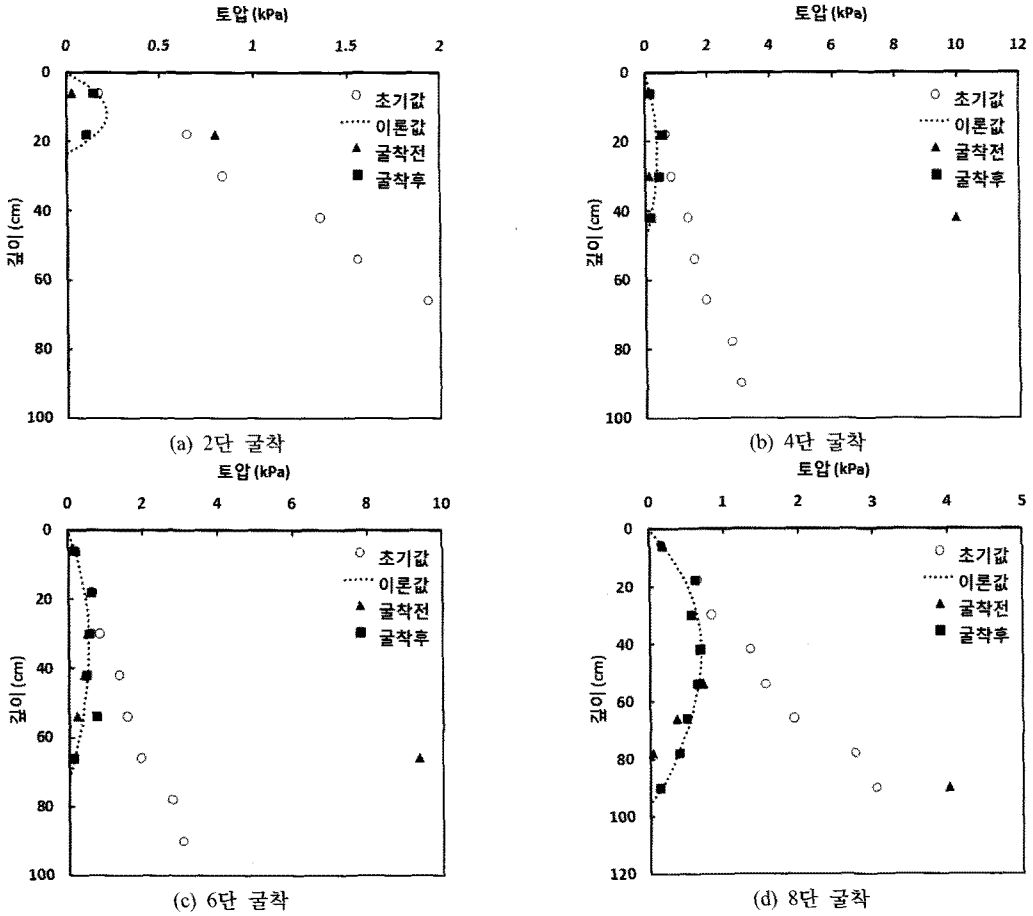 토압 (kPa)
0 0.5 1 1.5 2
0
20
40
60
80
100
깊이 (cm)
초기값
이론값
굴착전
굴착후
(a) 2단 굴착
토압 (kPa)
0 2 4 6 8 10 12
0
20
40
60
80
100
깊이 (cm)
초기값
이론값
굴착전
굴착후
(b) 4단 굴착
토압 (kPa)
0 2 4 6 8 10
0
20
40
60
80
100
깊이 (cm)
초기값
이론값
굴착전
굴착후
(c) 6단 굴착
토압 (kPa)
0 1 2 3 4 5
0
20
40
60
80
100
120
깊이 (cm)
초기값
이론값
굴착전
굴착후
(d) 8단 굴착